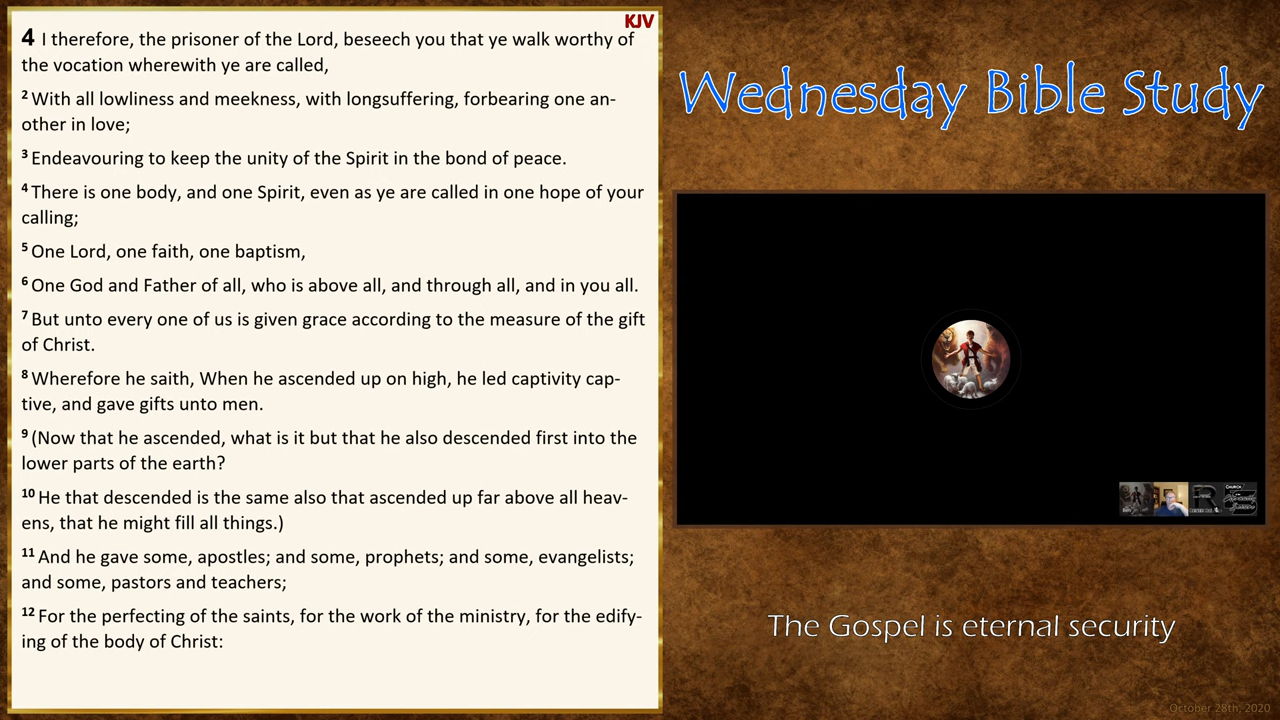 KJV
4 I therefore, the prisoner of the Lord, beseech you that ye walk worthy of
the vocation wherewith ye are called,
2 With all lowliness and meekness, with longsuffering, forbearing one an-
other in love;
3 Endeavouring to keep the unity of the Spirit in the bond of peace.
4 There is one body, and one Spirit, even as ye are called in one hope of your
calling;
5 One Lord, one faith, one baptism,
6 One God and Father of all, who is above all, and through all, and in you all.
7 But unto every one of us is given grace according to the measure of the gift
of Christ.
8 Wherefore he saith, When he ascended up on high, he led captivity cap-
tive, and gave gifts unto men.
9 (Now that he ascended, what is it but that he also descended first into the
lower parts of the earth?
10 He that descended is the same also that ascended up far above all heav-
ens, that he might fill all things.)
11 And he gave some, apostles; and some, prophets; and some, evangelists;
and some, pastors and teachers;
12 For the perfecting of the saints, for the work of the ministry, for the edify-
ing of the body of Christ:
Wednesday Bible Study
The Gospel is eternal security
October 28th, 2020